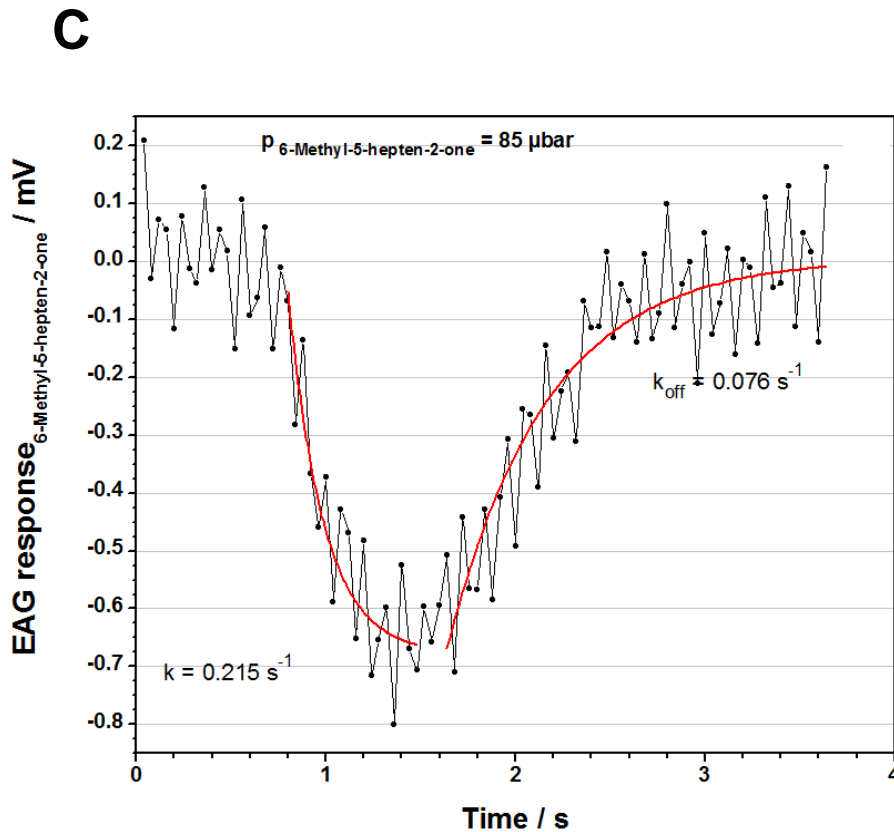 C
p 6-Methyl-5-hepten-2-one = 85 µbar
0.2
0.1
0.0
-0.1
-0.2
-0.3
-0.4
-0.5
-0.6
-0.7
-0.8
EAG response 6-Methyl-5-hepten-2-one / mV
koff = 0.076 s-1
k = 0.215 s-1
0 1 2 3 4
Time / s